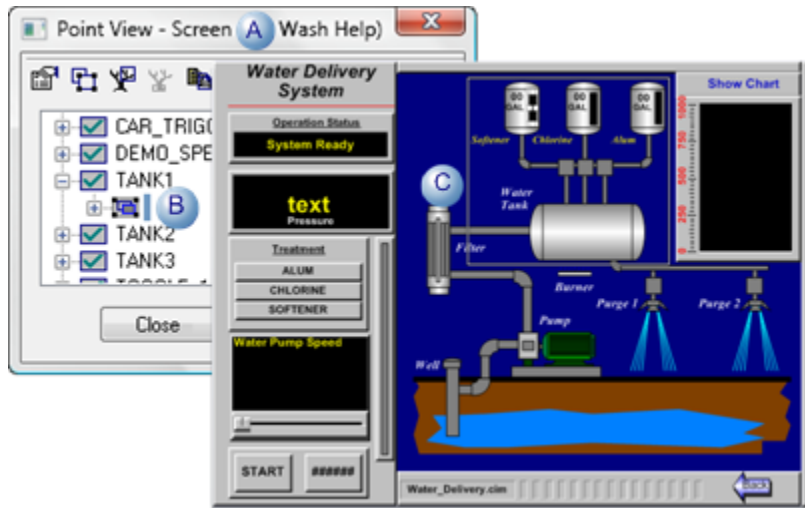 Point View - Screen A Wash Help)
CAR_TRIG
DEMO_SPE
TANK1
B
TANK2
TANK3
Close
Water Delivery
System
Operation Status
System Ready
text
Pressure
Treatment
ALUM
CHLORINE
SOFTENER
Water Pump Speed
START
######
00
GAL
00
GAL
00
GAL
Softener
Chlorine
Alum
C
Water
Tank
Filter
Burner
Purge 1
Purge 2
Pump
Well
Show Chart
1000
750
500
250
0
Water_Delivery.cim
Back